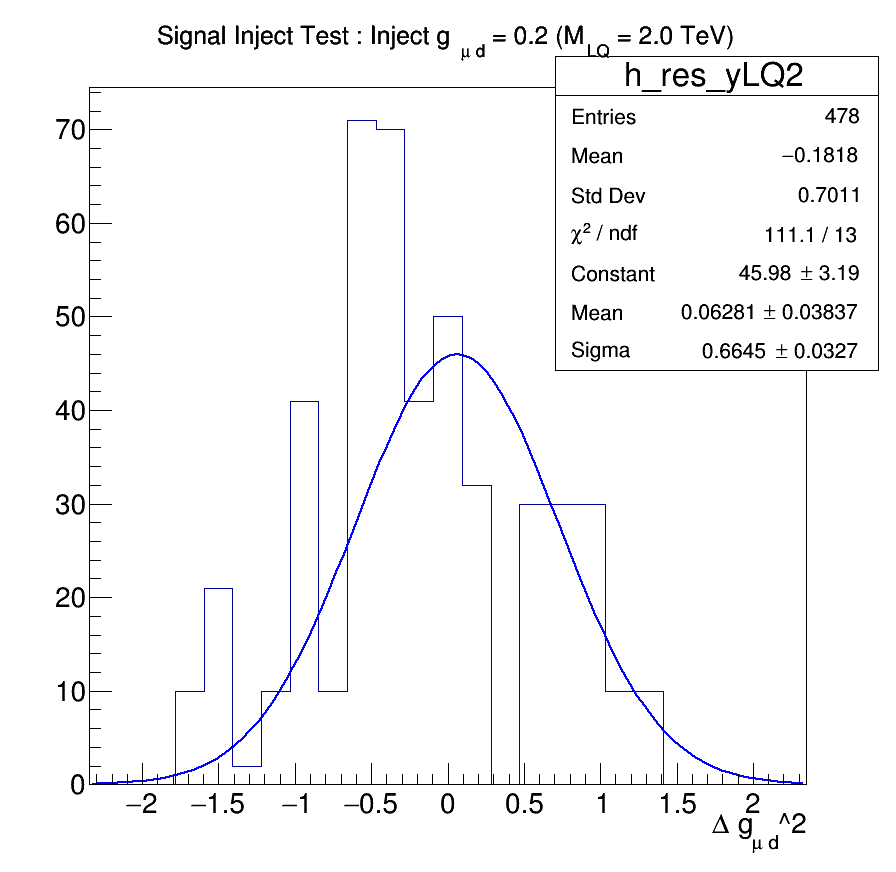 Signal Inject Test : Inject g μ d = 0.2 (M LQ = 2.0 TeV)
h_res_yLQ2
Entries 478
Mean −0.1818
Std Dev 0.7011
χ² / ndf 111.1 / 13
Constant 45.98 ± 3.19
Mean 0.06281 ± 0.03837
Sigma 0.6645 ± 0.0327
70
60
50
40
30
20
10
0
−2 −1.5 −1 −0.5 0 0.5 1 1.5 2
Δ g μ d ^2